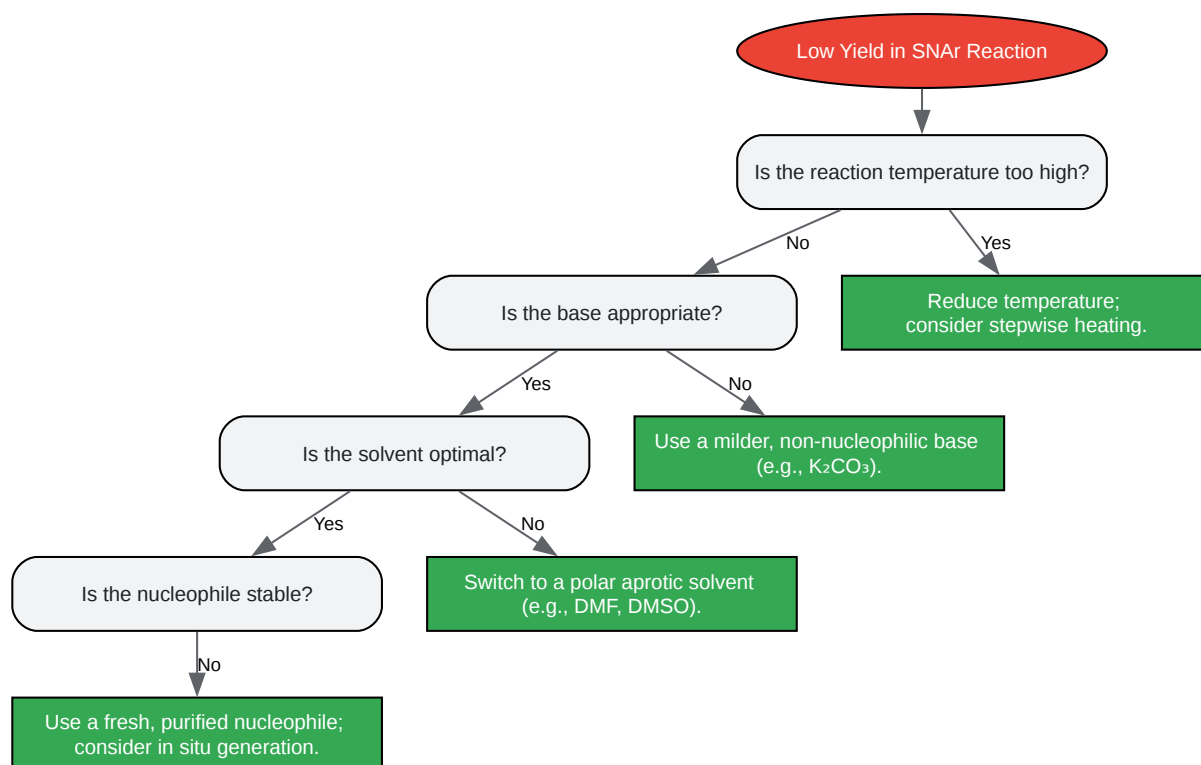 Low Yield in SNAr Reaction
Is the reaction temperature too high?
No
Yes
Is the base appropriate?
Reduce temperature;
consider stepwise heating.
Yes
No
Is the solvent optimal?
Use a milder, non-nucleophilic base
(e.g., K₂CO₃).
Yes
No
Is the nucleophile stable?
Switch to a polar aprotic solvent
(e.g., DMF, DMSO).
No
Use a fresh, purified nucleophile;
consider in situ generation.